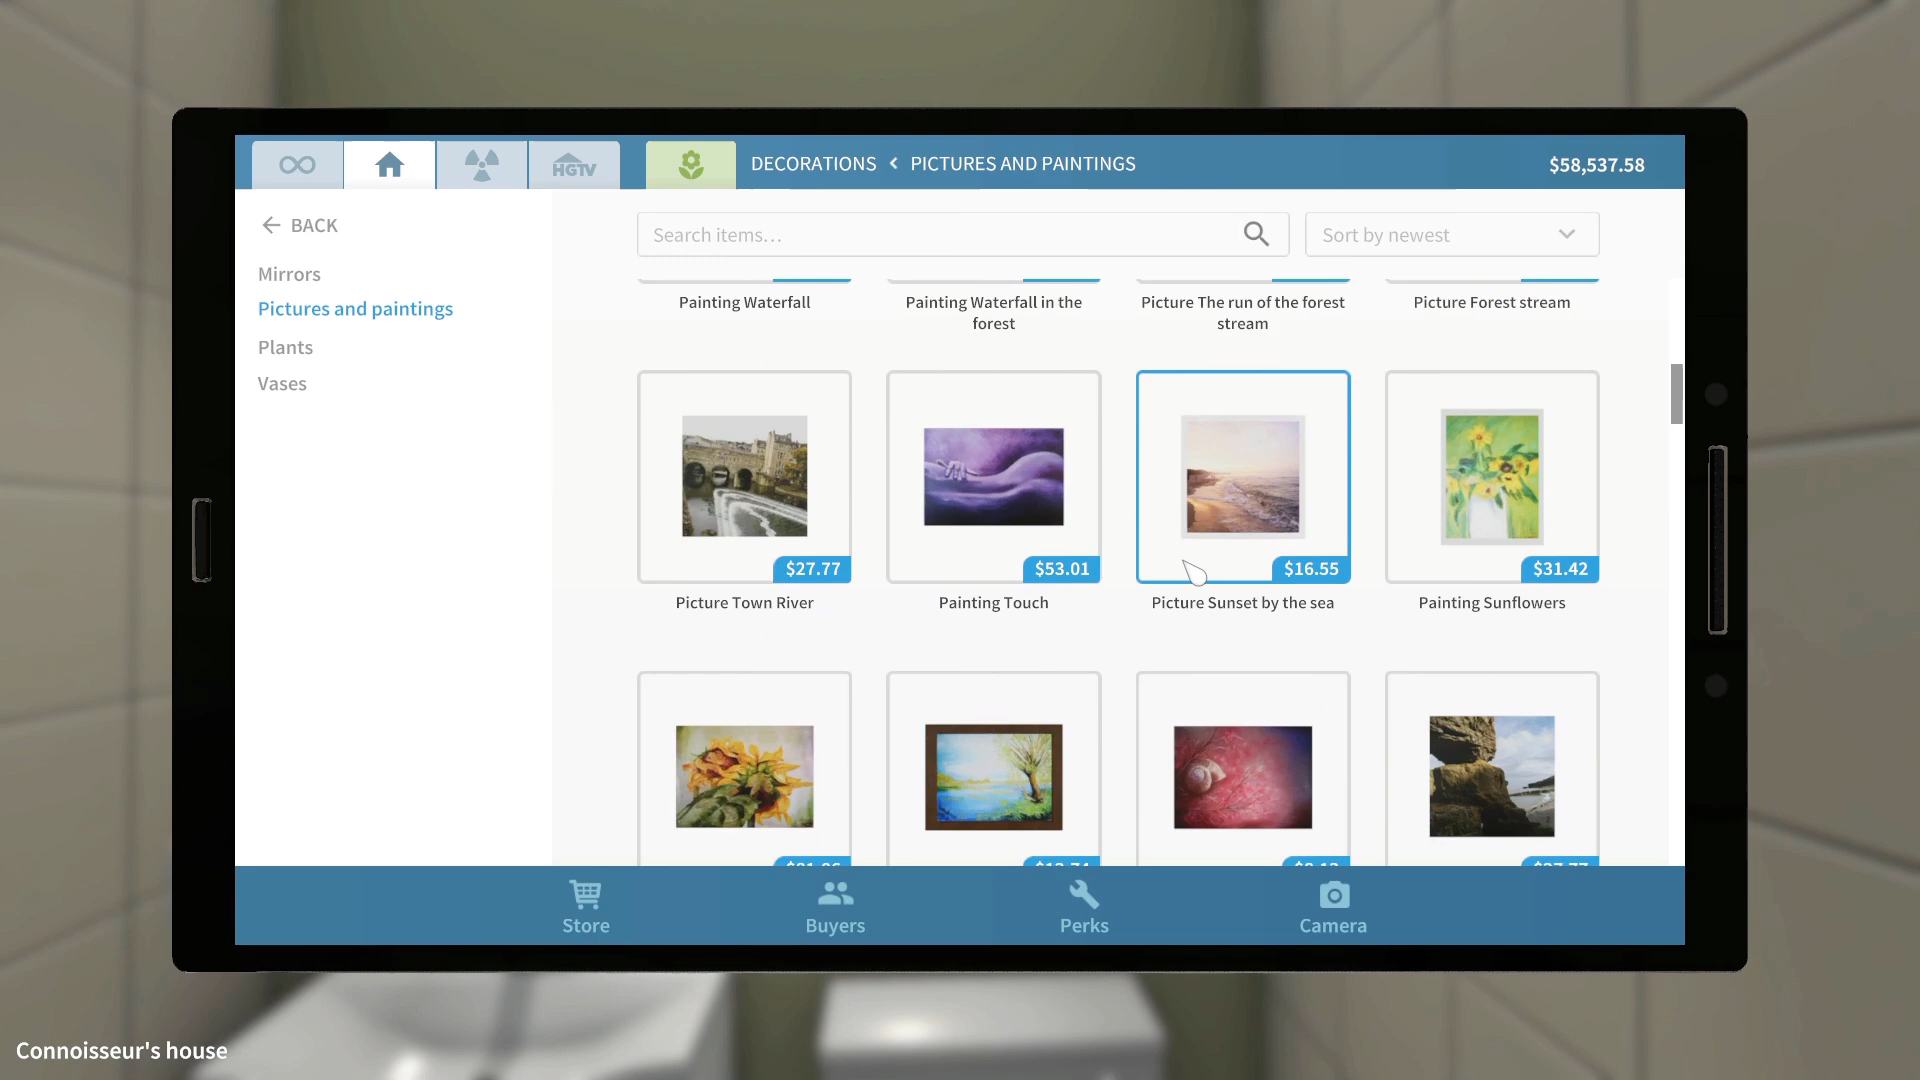 HGTV
DECORATIONS < PICTURES AND PAINTINGS
$58,537.58
BACK
Search items...
Sort by newest
Mirrors
Pictures and paintings
Plants
Vases
Painting Waterfall
Painting Waterfall in the
forest
Picture The run of the forest
stream
Picture Forest stream
$27.77
$53.01
$16.55
$31.42
Picture Town River
Painting Touch
Picture Sunset by the sea
Painting Sunflowers
Store
Buyers
Perks
Camera
Connoisseur's house